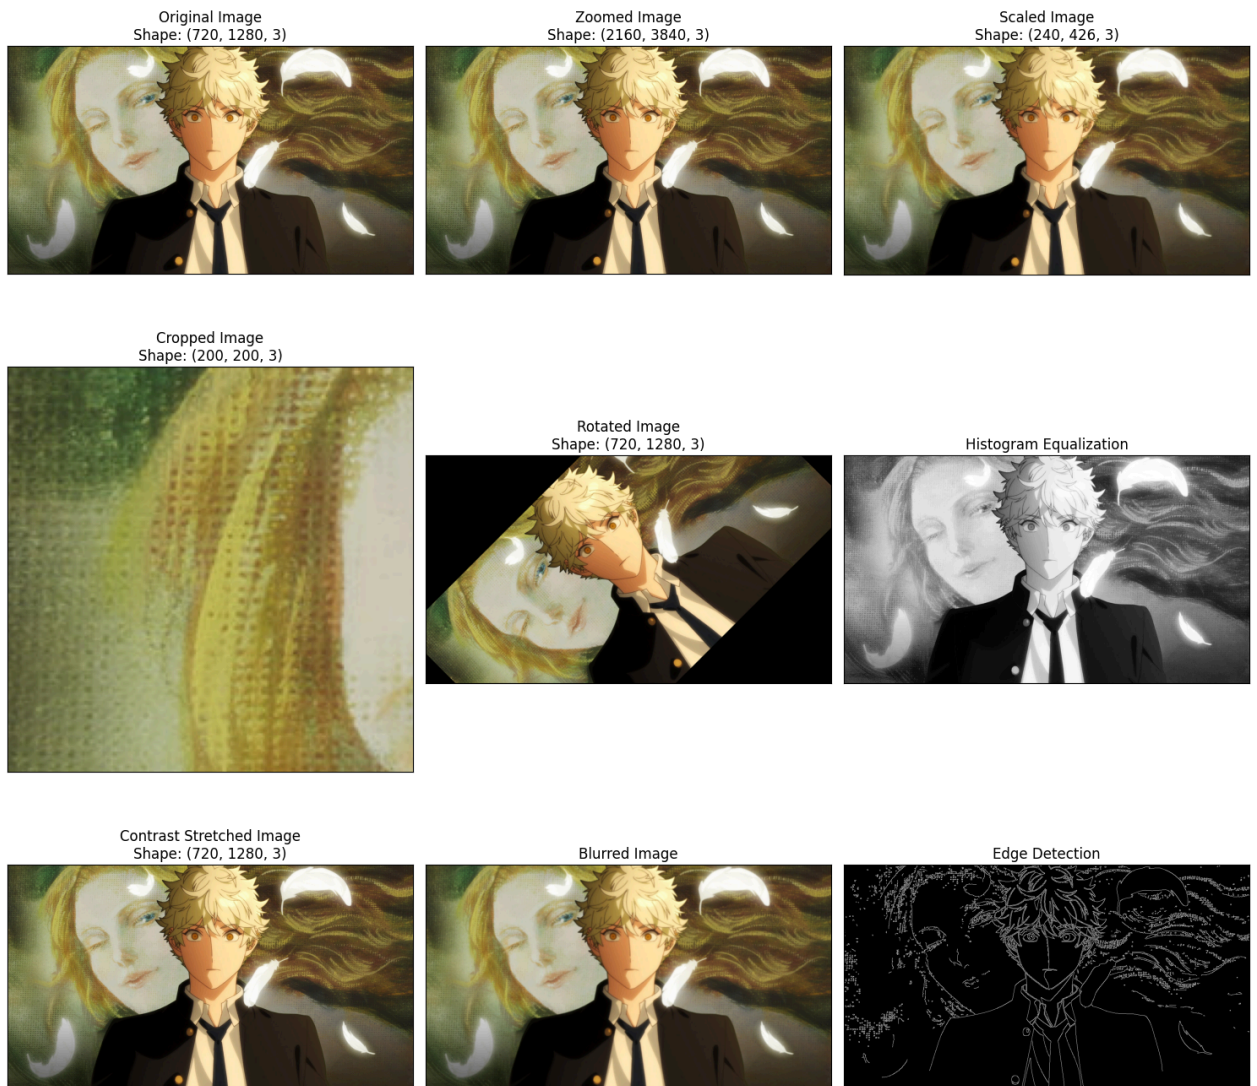 Original Image
Shape: (720, 1280, 3)
Zoomed Image
Shape: (2160, 3840, 3)
Scaled Image
Shape: (240, 426, 3)
Cropped Image
Shape: (200, 200, 3)
Rotated Image
Shape: (720, 1280, 3)
Histogram Equalization
Contrast Stretched Image
Shape: (720, 1280, 3)
Blurred Image
Edge Detection